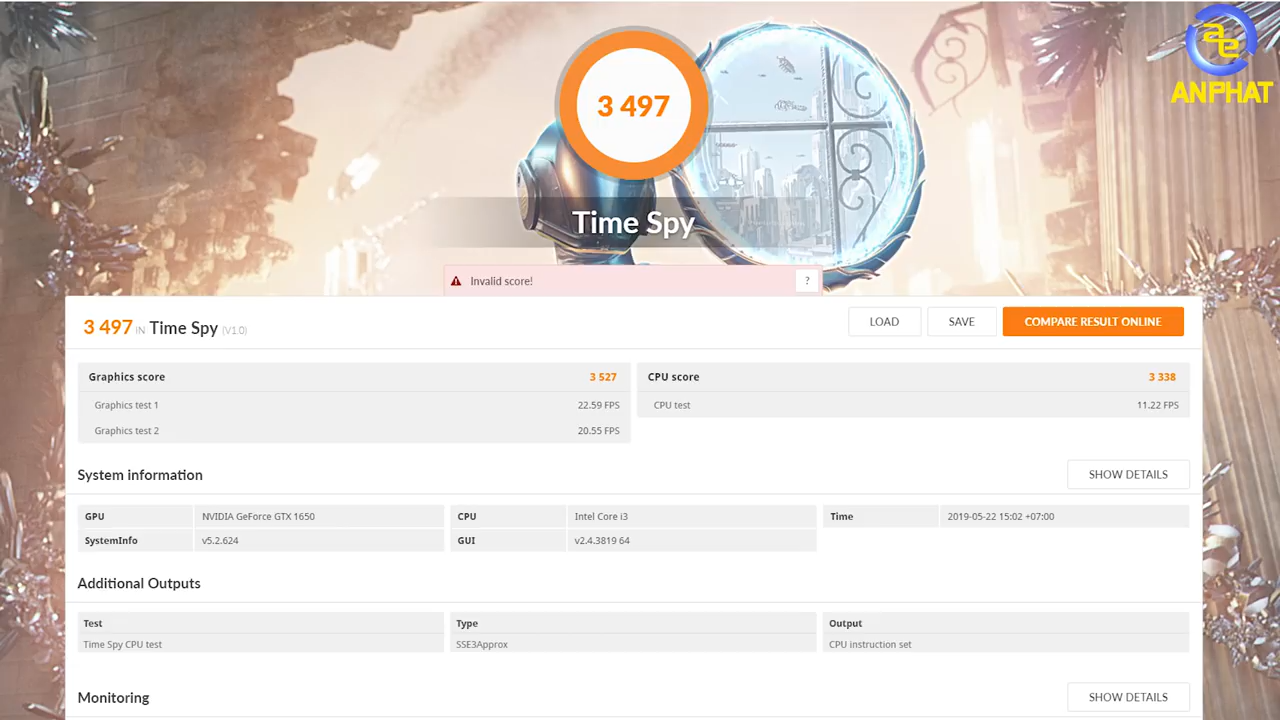 ae
ANPHAT
3 497
Time Spy
Invalid score!
?
3 497 IN Time Spy (V1.0)
LOAD
SAVE
COMPARE RESULT ONLINE
Graphics score 3 527
Graphics test 1 22.59 FPS
Graphics test 2 20.55 FPS
CPU score 3 338
CPU test 11.22 FPS
System information
SHOW DETAILS
GPU NVIDIA GeForce GTX 1650
CPU Intel Core i3
Time 2019-05-22 15:02 +07:00
SystemInfo v5.2.624
GUI v2.4.3819 64
Additional Outputs
Test Type Output
Time Spy CPU test SSE3Approx CPU instruction set
Monitoring
SHOW DETAILS